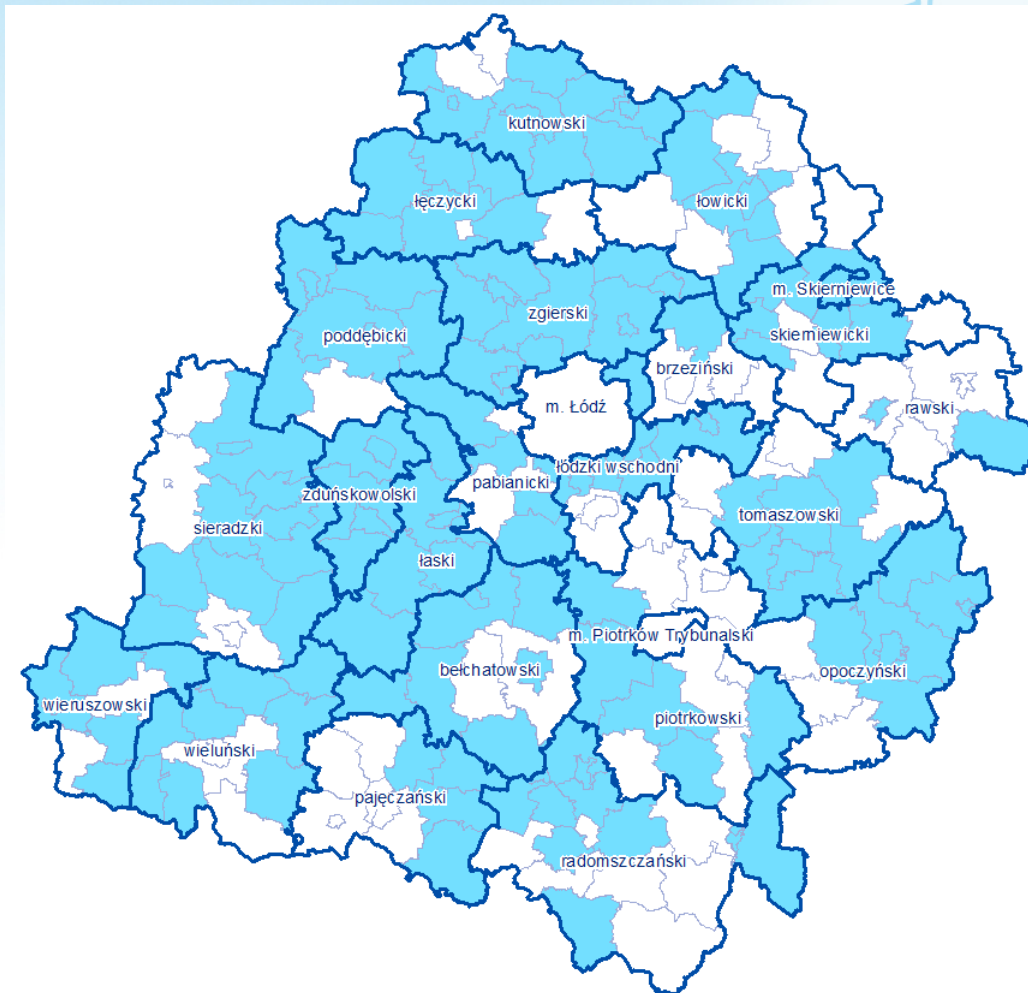 kutnowski
łęczycki
łowicki
m. Skierniewice
zgierski
skierniewicki
poddębicki
brzeziński
m. Łódź
rawski
łódzki wschodni
pabianicki
zduńskowolski
tomaszowski
sieradzki
łaski
m. Piotrków Trybunalski
bełchatowski
opoczyński
wieruszowski
piotrkowski
wieluński
pajęczański
radomszczański